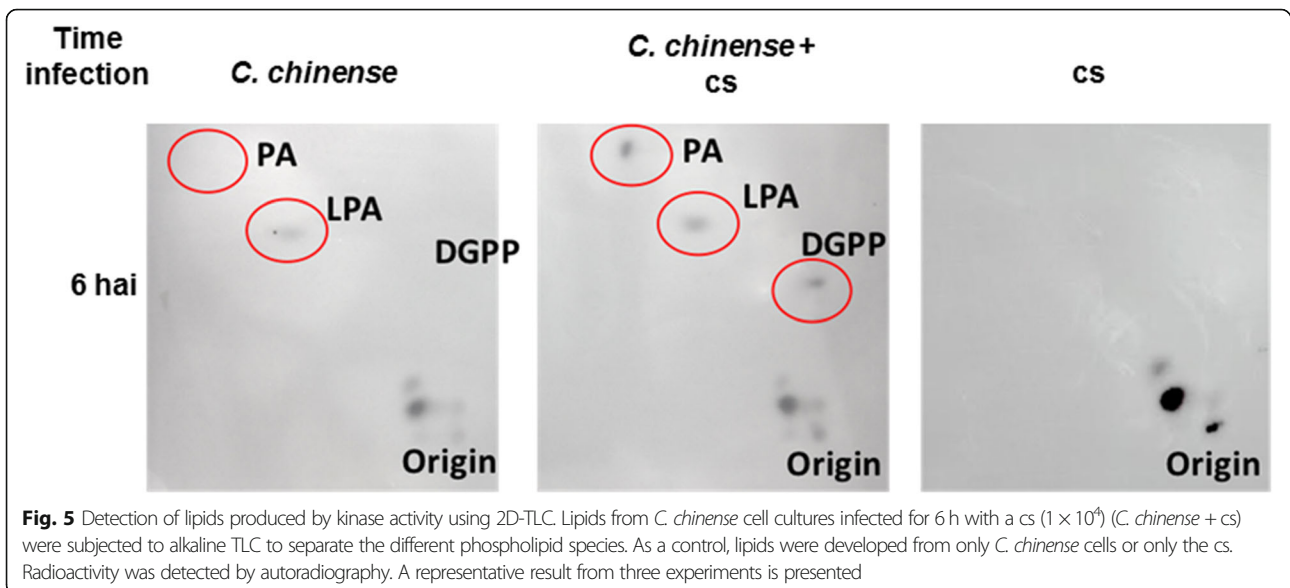 Time
infection
C. chinense
C. chinense +
cs
cs
6 hai
PA
LPA
DGPP
Origin
PA
LPA
DGPP
Origin
Origin
Fig. 5 Detection of lipids produced by kinase activity using 2D-TLC. Lipids from C. chinense cell cultures infected for 6 h with a cs (1 × 10⁴) (C. chinense + cs)
were subjected to alkaline TLC to separate the different phospholipid species. As a control, lipids were developed from only C. chinense cells or only the cs.
Radioactivity was detected by autoradiography. A representative result from three experiments is presented